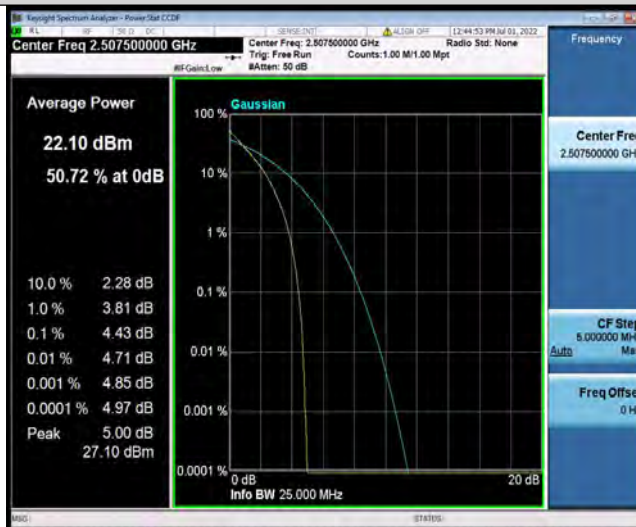 Keysight Spectrum Analyzer - Power Stat CCDF
RL RF 50 Ω DC SENSE:INT ALIGN OFF 12:44:53 PM Jul 01, 2022
Center Freq 2.507500000 GHz
Center Freq: 2.507500000 GHz
Radio Std: None
Trig: Free Run
Counts:1.00 M/1.00 Mpt
#IFGain:Low
#Atten: 50 dB
Average Power
22.10 dBm
50.72 % at 0dB
10.0 % 2.28 dB
1.0 % 3.81 dB
0.1 % 4.43 dB
0.01 % 4.71 dB
0.001 % 4.85 dB
0.0001 % 4.97 dB
Peak 5.00 dB
27.10 dBm
Gaussian
100 %
10 %
1 %
0.1 %
0.01 %
0.001 %
0.0001 %
0 dB
20 dB
Info BW 25.000 MHz
Frequency
Center Fre
2.507500000 GH
CF Ste
5.000000 MH
Auto Ma
Freq Offse
0 H
MSG
STATUS